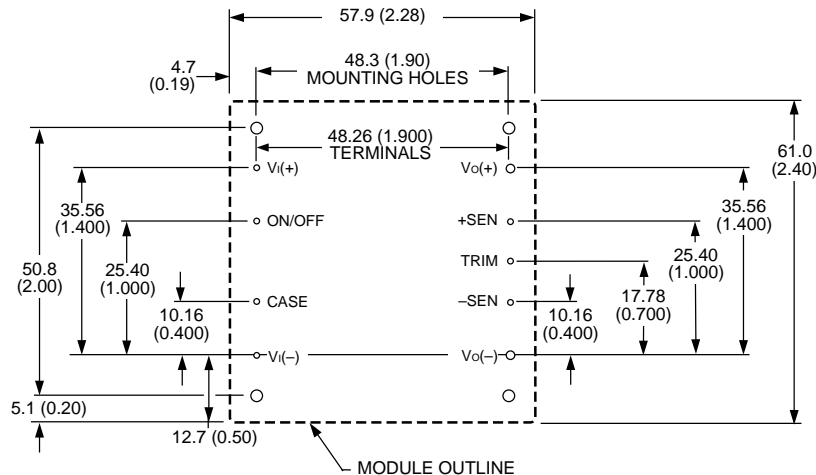 57.9 (2.28)
4.7
(0.19)
48.3 (1.90)
MOUNTING HOLES
48.26 (1.900)
TERMINALS
61.0
(2.40)
VI(+)
VO(+)
35.56
(1.400)
35.56
(1.400)
ON/OFF
+SEN
50.8
(2.00)
25.40
(1.000)
25.40
(1.000)
TRIM
17.78
(0.700)
CASE
–SEN
10.16
(0.400)
10.16
(0.400)
VI(–)
VO(–)
5.1 (0.20)
12.7 (0.50)
MODULE OUTLINE